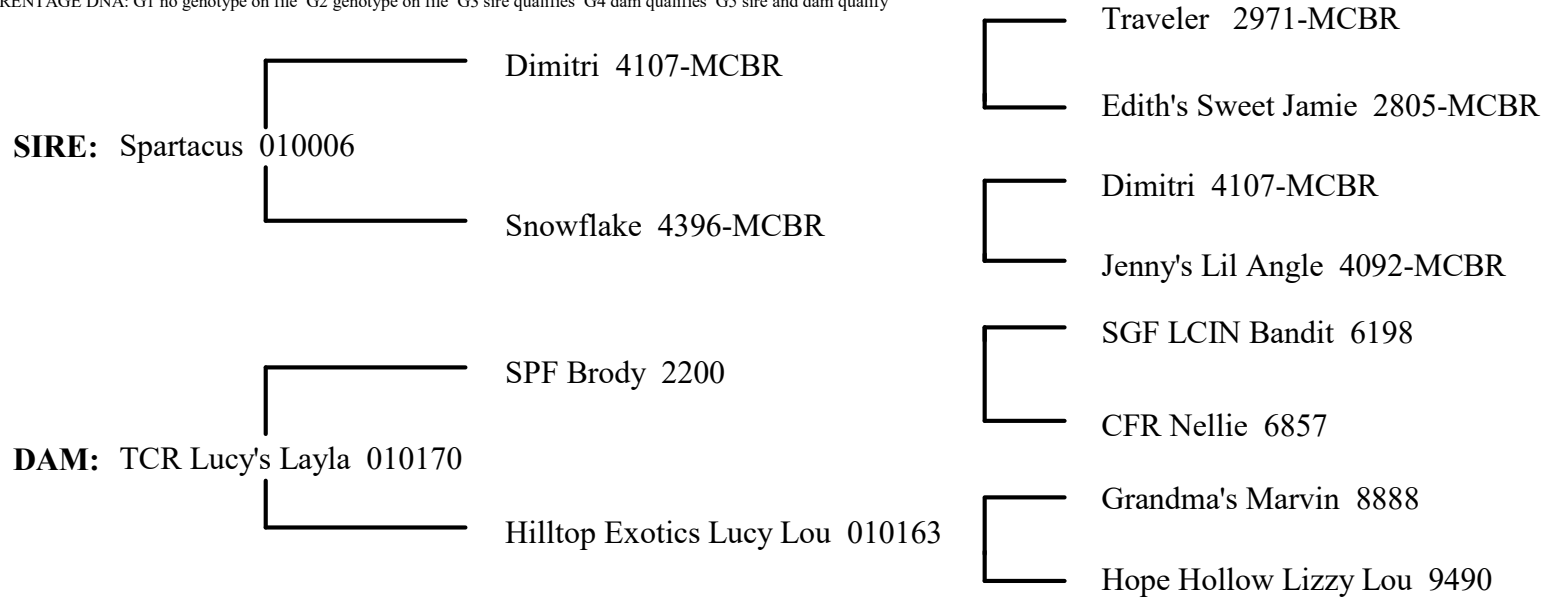 PARENTAGE DNA: G1 no genotype on file G2 genotype on file G3 sire qualifies G4 dam qualifies G5 sire and dam qualify
Traveler 2971-MCBR
Dimitri 4107-MCBR
Edith's Sweet Jamie 2805-MCBR
SIRE: Spartacus 010006
Dimitri 4107-MCBR
Snowflake 4396-MCBR
Jenny's Lil Angle 4092-MCBR
SGF LCIN Bandit 6198
SPF Brody 2200
CFR Nellie 6857
DAM: TCR Lucy's Layla 010170
Grandma's Marvin 8888
Hilltop Exotics Lucy Lou 010163
Hope Hollow Lizzy Lou 9490